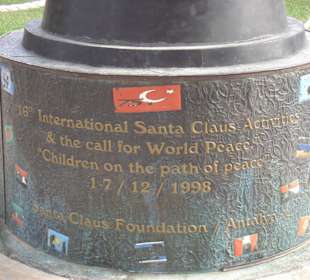 16th International Santa Claus Activities
& the call for World Peace.
"Children on the path of peace"
1-7 / 12 / 1998
Santa Claus Foundation / Antalya